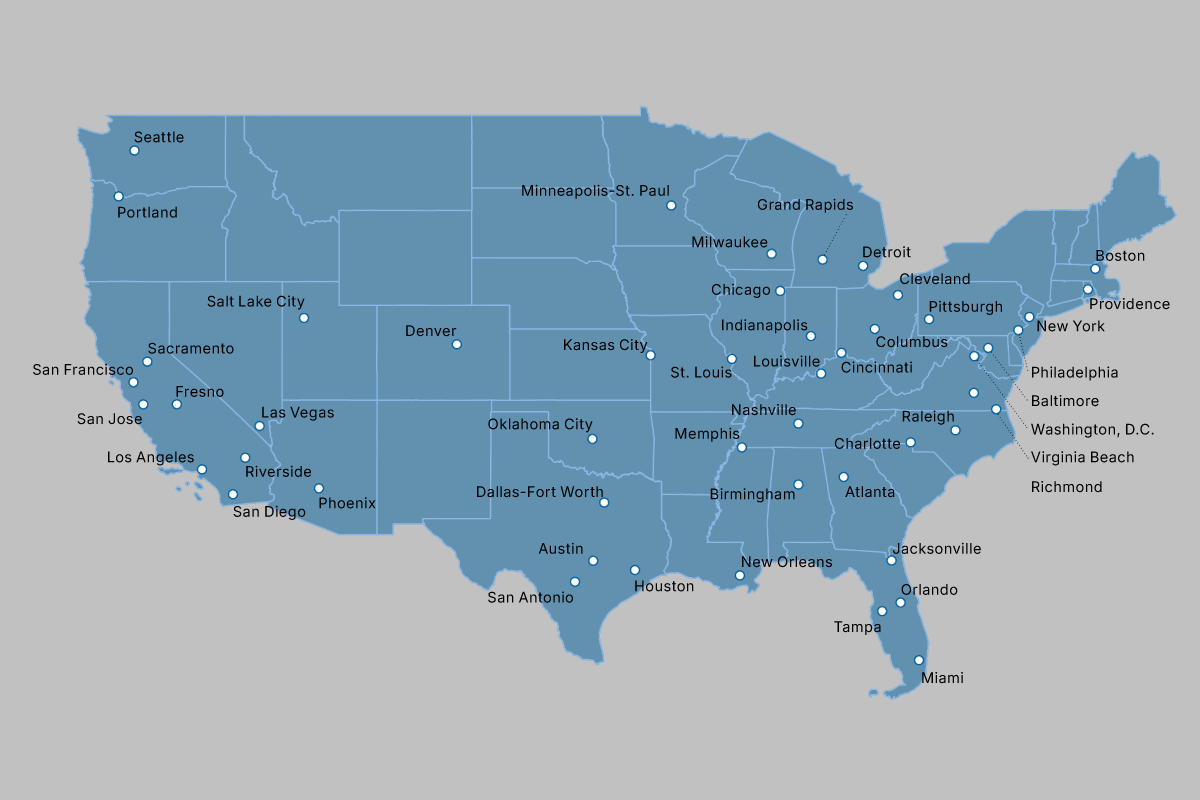 Seattle
Minneapolis-St. Paul
Grand Rapids
Portland
Milwaukee
Detroit
Boston
Cleveland
Chicago
Salt Lake City
Providence
Pittsburgh
Indianapolis
New York
Denver
Columbus
Kansas City
Sacramento
Louisville
Cincinnati
San Francisco
St. Louis
Philadelphia
Fresno
Baltimore
Nashville
Las Vegas
Raleigh
San Jose
Oklahoma City
Washington, D.C.
Memphis
Charlotte
Los Angeles
Virginia Beach
Riverside
Richmond
Dallas-Fort Worth
Birmingham
Atlanta
Phoenix
San Diego
Austin
Jacksonville
New Orleans
Houston
Orlando
San Antonio
Tampa
Miami